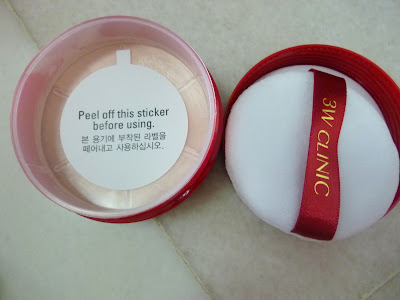 Peel off this sticker
before using.
본 용기에 부착된 라벨을
떼어내고 사용하십시오.
3W CLINIC